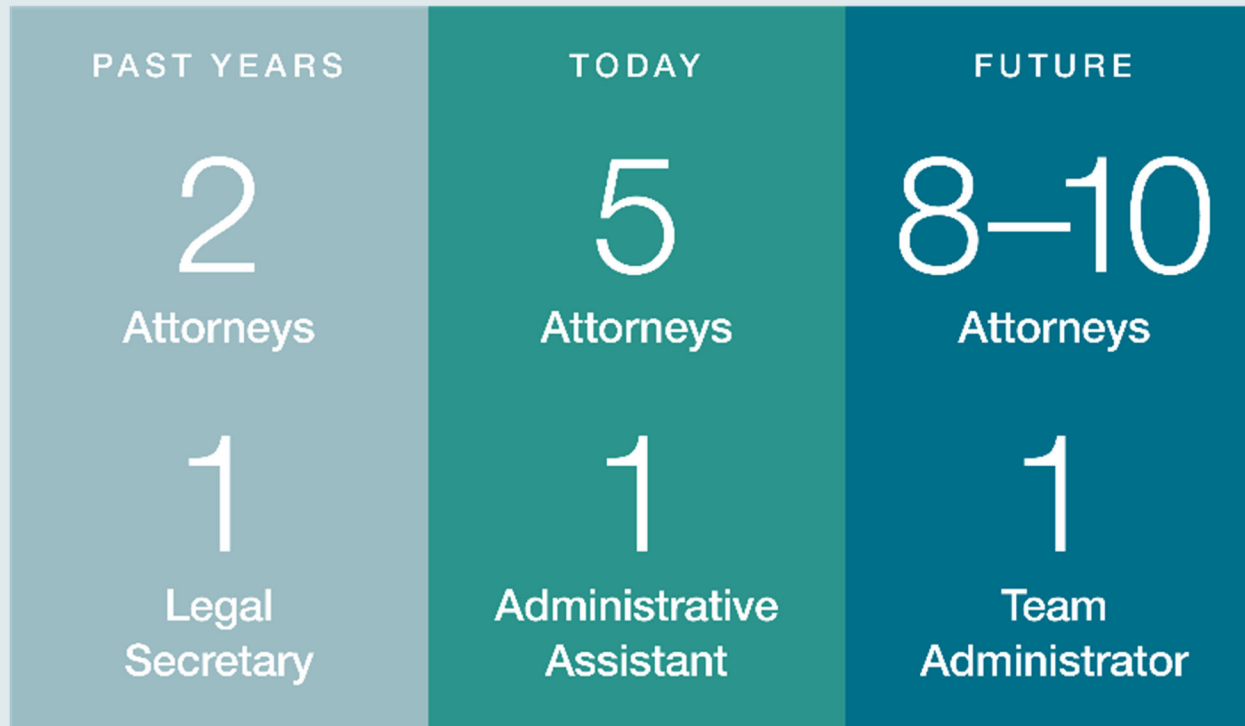 PAST YEARS
2
Attorneys
1
Legal
Secretary
TODAY
5
Attorneys
1
Administrative
Assistant
FUTURE
8–10
Attorneys
1
Team
Administrator